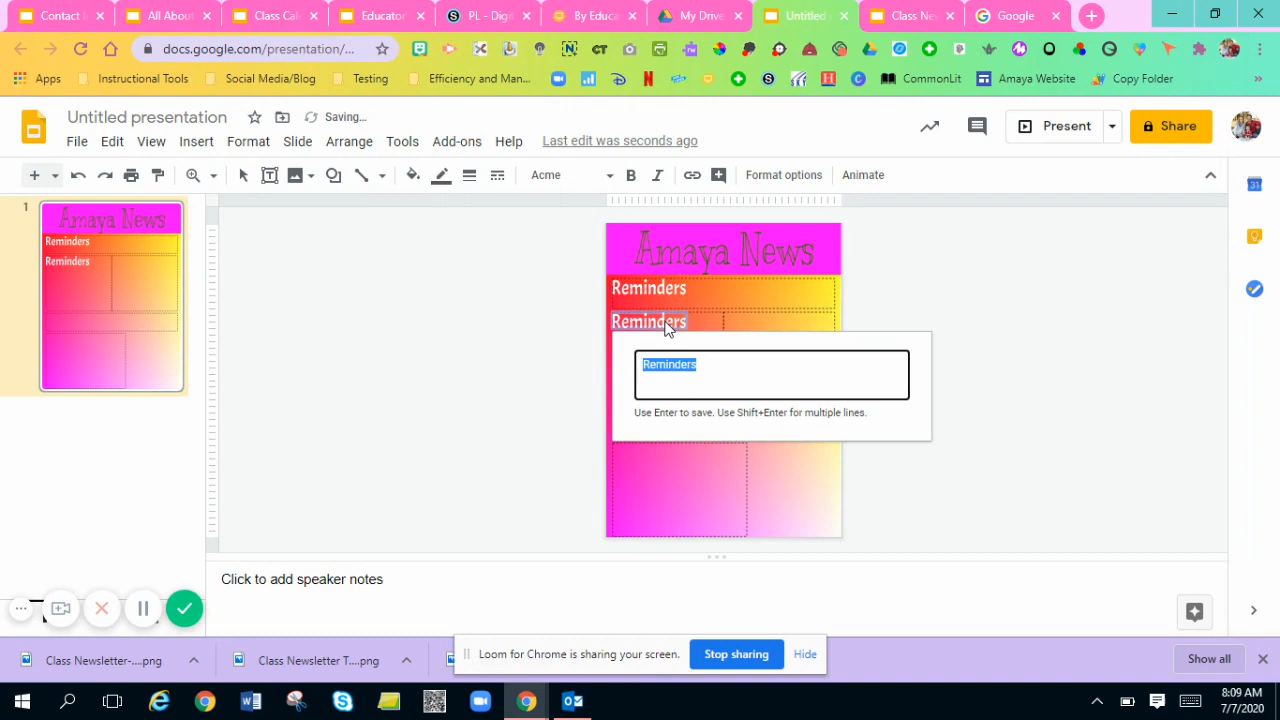 Contact
All About
Class Cal
Educator
PL - Digit
By Educa
My Drive
Untitled
Class Ne
Google
docs.google.com/presentation/...
Apps
Instructional Tools
Social Media/Blog
Testing
Efficiency and Man...
CommonLit
Amaya Website
Copy Folder
Untitled presentation
Saving...
File Edit View Insert Format Slide Arrange Tools Add-ons Help
Last edit was seconds ago
Present
Share
Acme
B
I
Format options
Animate
1
Amaya News
Reminders
Reminders
Amaya News
Reminders
Reminders
Reminders
Use Enter to save. Use Shift+Enter for multiple lines.
Click to add speaker notes
Loom for Chrome is sharing your screen.
Stop sharing
Hide
Class Newsletter-....png
Class Newsletter T....png
Show all
8:09 AM
7/7/2020